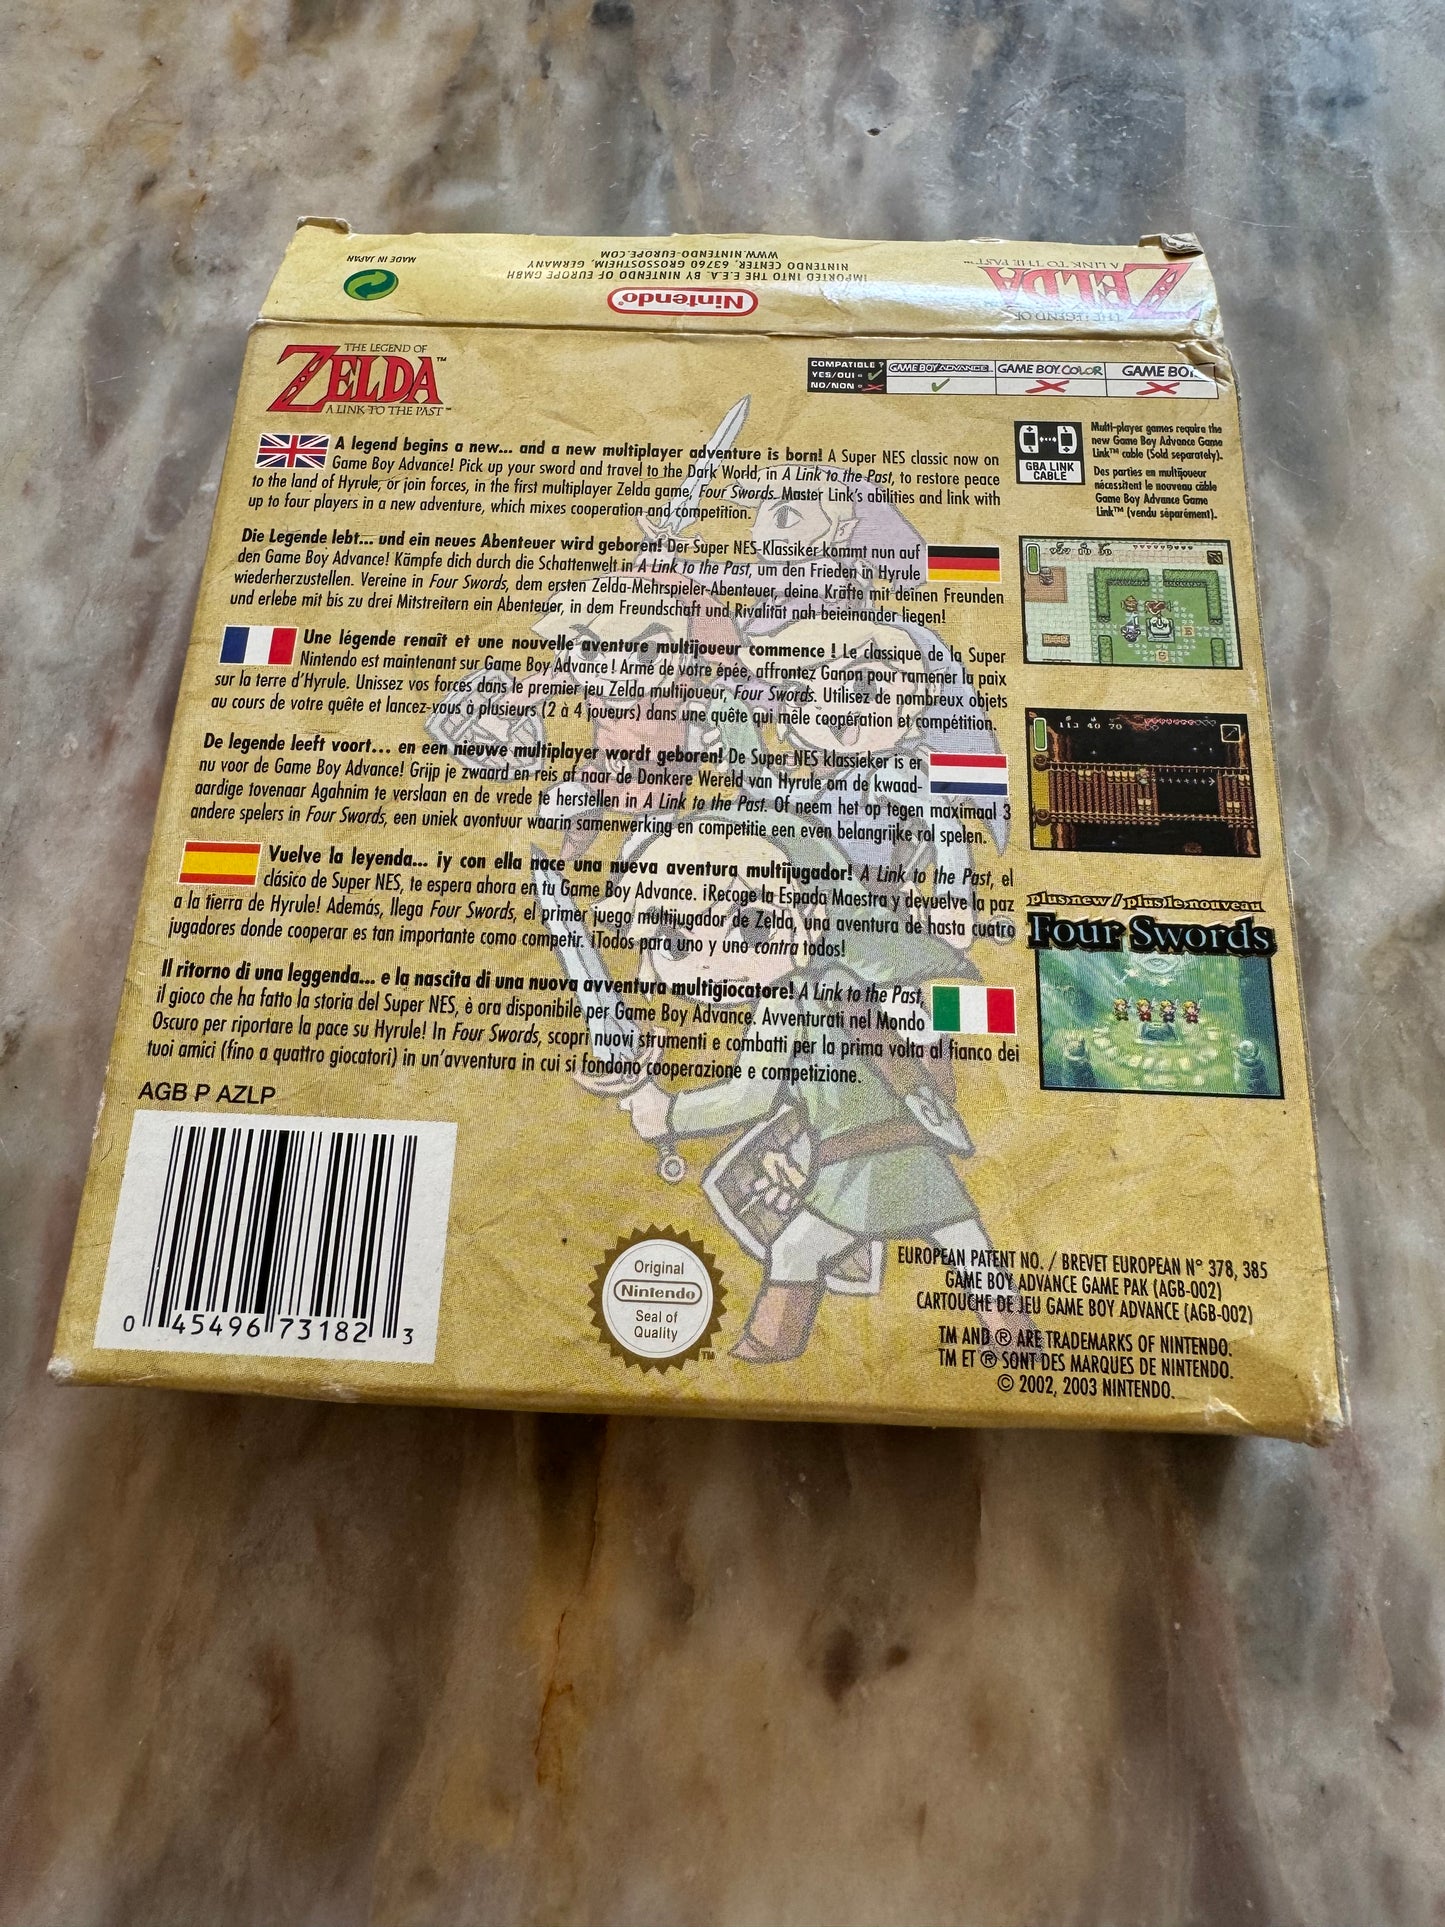 MADE IN JAPAN
IMPORTED INTO THE E.E.A. BY NINTENDO OF EUROPE GMBH
NINTENDO CENTER, 63760 GROSSOSTHEIM, GERMANY
WWW.NINTENDO-EUROPE.COM
Nintendo®
THE LEGEND OF
ZELDA
A LINK TO THE PAST™
THE LEGEND OF
ZELDA™
A LINK TO THE PAST™
COMPATIBLE?
YES/OUI =
NO/NON =
GAME BOY ADVANCE
GAME BOY COLOR
GAME BOY
A legend begins a new... and a new multiplayer adventure is born! A Super NES classic now on
Game Boy Advance! Pick up your sword and travel to the Dark World, in A Link to the Past, to restore peace
to the land of Hyrule, or join forces, in the first multiplayer Zelda game, Four Swords. Master Link's abilities and link with
up to four players in a new adventure, which mixes cooperation and competition.
GBA LINK
CABLE
Multi-player games require the
new Game Boy Advance Game
Link™ cable (Sold separately).
Des parties en multijoueur
nécessitent le nouveau câble
Game Boy Advance Game
Link™ (vendu séparément).
Die Legende lebt... und ein neues Abenteuer wird geboren! Der Super NES-Klassiker kommt nun auf
den Game Boy Advance! Kämpfe dich durch die Schattenwelt in A Link to the Past, um den Frieden in Hyrule
wiederherzustellen. Vereine in Four Swords, dem ersten Zelda-Mehrspieler-Abenteuer, deine Kräfte mit deinen Freunden
und erlebe mit bis zu drei Mitstreitern ein Abenteuer, in dem Freundschaft und Rivalität nah beieinander liegen!
Une légende renaît et une nouvelle aventure multijoueur commence ! Le classique de la Super
Nintendo est maintenant sur Game Boy Advance ! Armé de votre épée, affrontez Ganon pour ramener la paix
sur la terre d'Hyrule. Unissez vos forces dans le premier jeu Zelda multijoueur, Four Swords. Utilisez de nombreux objets
au cours de votre quête et lancez-vous à plusieurs (2 à 4 joueurs) dans une quête qui mêle coopération et compétition.
De legende leeft voort... en een nieuwe multiplayer wordt geboren! De Super NES klassieker is er
nu voor de Game Boy Advance! Grijp je zwaard en reis af naar de Donkere Wereld van Hyrule om de kwaad-
aardige tovenaar Agahnim te verslaan en de vrede te herstellen in A Link to the Past. Of neem het op tegen maximaal 3
andere spelers in Four Swords, een uniek avontuur waarin samenwerking en competitie een even belangrijke rol spelen.
113 40 70
Vuelve la leyenda... ¡y con ella nace una nueva aventura multijugador! A Link to the Past, el
clásico de Super NES, te espera ahora en tu Game Boy Advance. ¡Recoge la Espada Maestra y devuelve la paz
a la tierra de Hyrule! Además, llega Four Swords, el primer juego multijugador de Zelda, una aventura de hasta cuatro
jugadores donde cooperar es tan importante como competir. ¡Todos para uno y uno contra todos!
plus new / plus le nouveau
Four Swords
Il ritorno di una leggenda... e la nascita di una nuova avventura multigiocatore! A Link to the Past,
il gioco che ha fatto la storia del Super NES, è ora disponibile per Game Boy Advance. Avventurati nel Mondo
Oscuro per riportare la pace su Hyrule! In Four Swords, scopri nuovi strumenti e combatti per la prima volta al fianco dei
tuoi amici (fino a quattro giocatori) in un'avventura in cui si fondono cooperazione e competizione.
AGB P AZLP
0 45496 73182 3
Original
Nintendo
Seal of
Quality
TM
EUROPEAN PATENT NO. / BREVET EUROPEAN N° 378, 385
GAME BOY ADVANCE GAME PAK (AGB-002)
CARTOUCHE DE JEU GAME BOY ADVANCE (AGB-002)
TM AND ® ARE TRADEMARKS OF NINTENDO.
TM ET ® SONT DES MARQUES DE NINTENDO.
© 2002, 2003 NINTENDO.